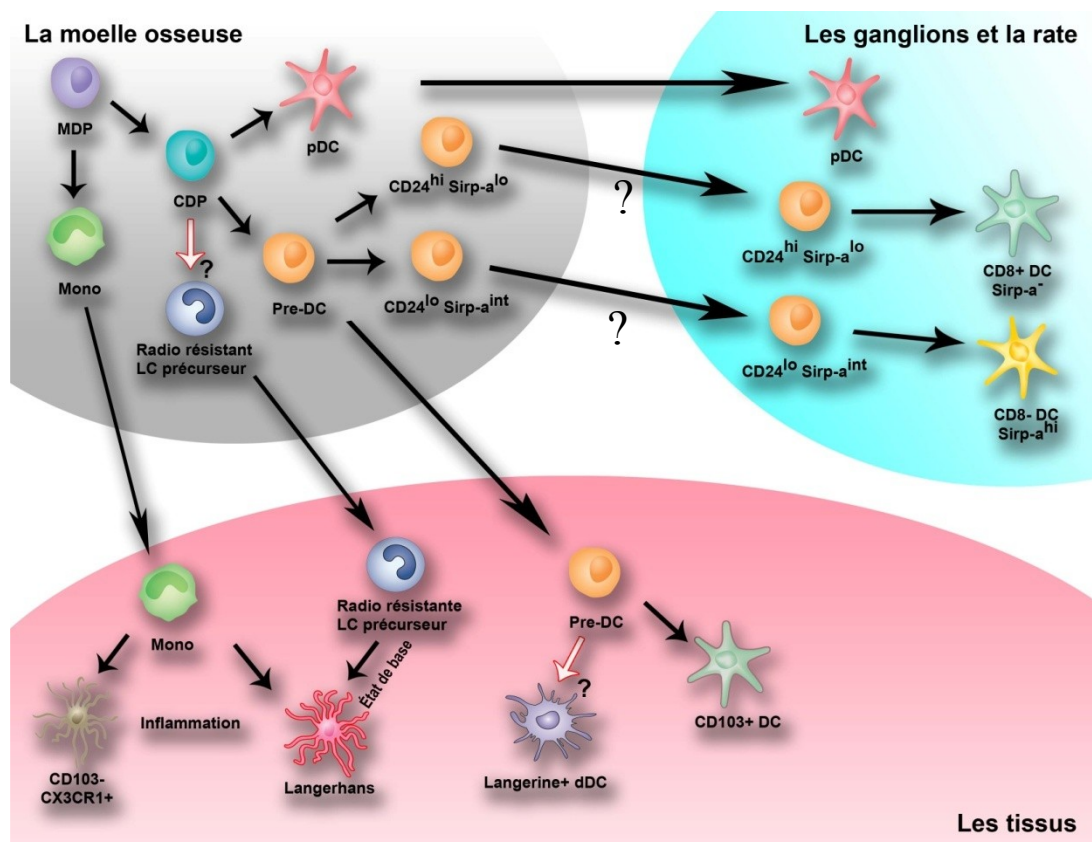 La moelle osseuse
Les ganglions et la rate
MDP
pDC
pDC
CD24hi Sirp-alo
CDP
?
CD24hi Sirp-alo
Mono
?
Pre-DC
CD24lo Sirp-aint
CD8+ DC
Sirp-a-
?
Radio résistant
LC précurseur
CD24lo Sirp-aint
CD8- DC
Sirp-ahi
Radio résistante
LC précurseur
Pre-DC
Mono
État de base
?
Inflammation
CD103+ DC
CD103-
CX3CR1+
Langerhans
Langerine+ dDC
Les tissus